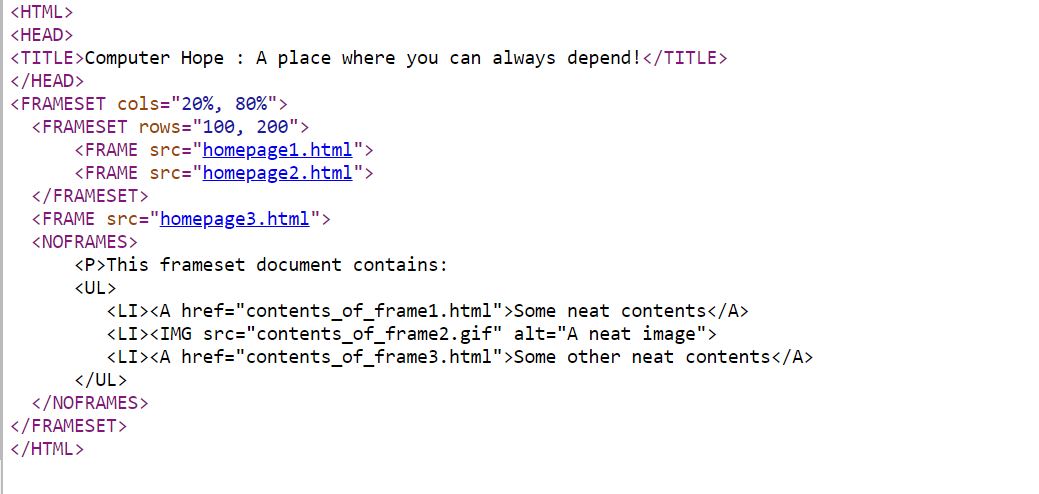 <HTML>
<HEAD>
<TITLE>Computer Hope : A place where you can always depend!</TITLE>
</HEAD>
<FRAMESET cols="20%, 80%">
  <FRAMESET rows="100, 200">
      <FRAME src="homepage1.html">
      <FRAME src="homepage2.html">
  </FRAMESET>
  <FRAME src="homepage3.html">
  <NOFRAMES>
      <P>This frameset document contains:
      <UL>
         <LI><A href="contents_of_frame1.html">Some neat contents</A>
         <LI><IMG src="contents_of_frame2.gif" alt="A neat image">
         <LI><A href="contents_of_frame3.html">Some other neat contents</A>
      </UL>
  </NOFRAMES>
</FRAMESET>
</HTML>